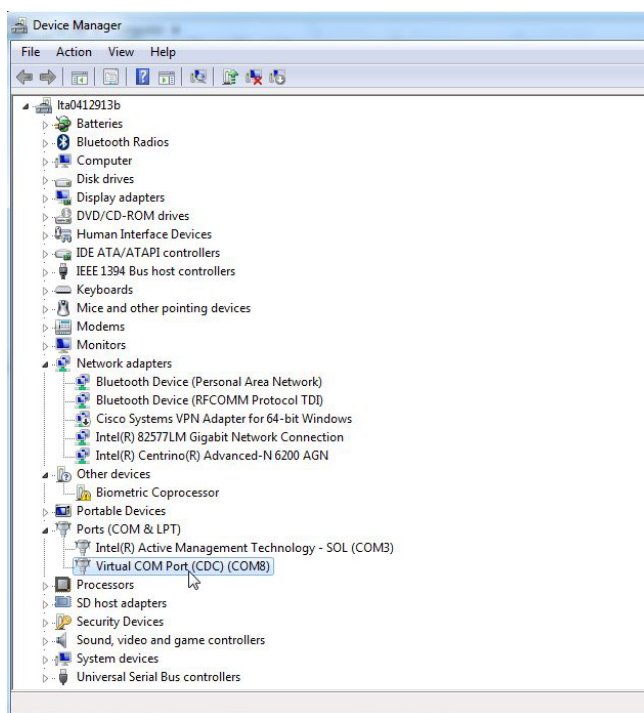 Device Manager
File Action View Help
lta0412913b
Batteries
Bluetooth Radios
Computer
Disk drives
Display adapters
DVD/CD-ROM drives
Human Interface Devices
IDE ATA/ATAPI controllers
IEEE 1394 Bus host controllers
Keyboards
Mice and other pointing devices
Modems
Monitors
Network adapters
Bluetooth Device (Personal Area Network)
Bluetooth Device (RFCOMM Protocol TDI)
Cisco Systems VPN Adapter for 64-bit Windows
Intel(R) 82577LM Gigabit Network Connection
Intel(R) Centrino(R) Advanced-N 6200 AGN
Other devices
Biometric Coprocessor
Portable Devices
Ports (COM & LPT)
Intel(R) Active Management Technology - SOL (COM3)
Virtual COM Port (CDC) (COM8)
Processors
SD host adapters
Security Devices
Sound, video and game controllers
System devices
Universal Serial Bus controllers